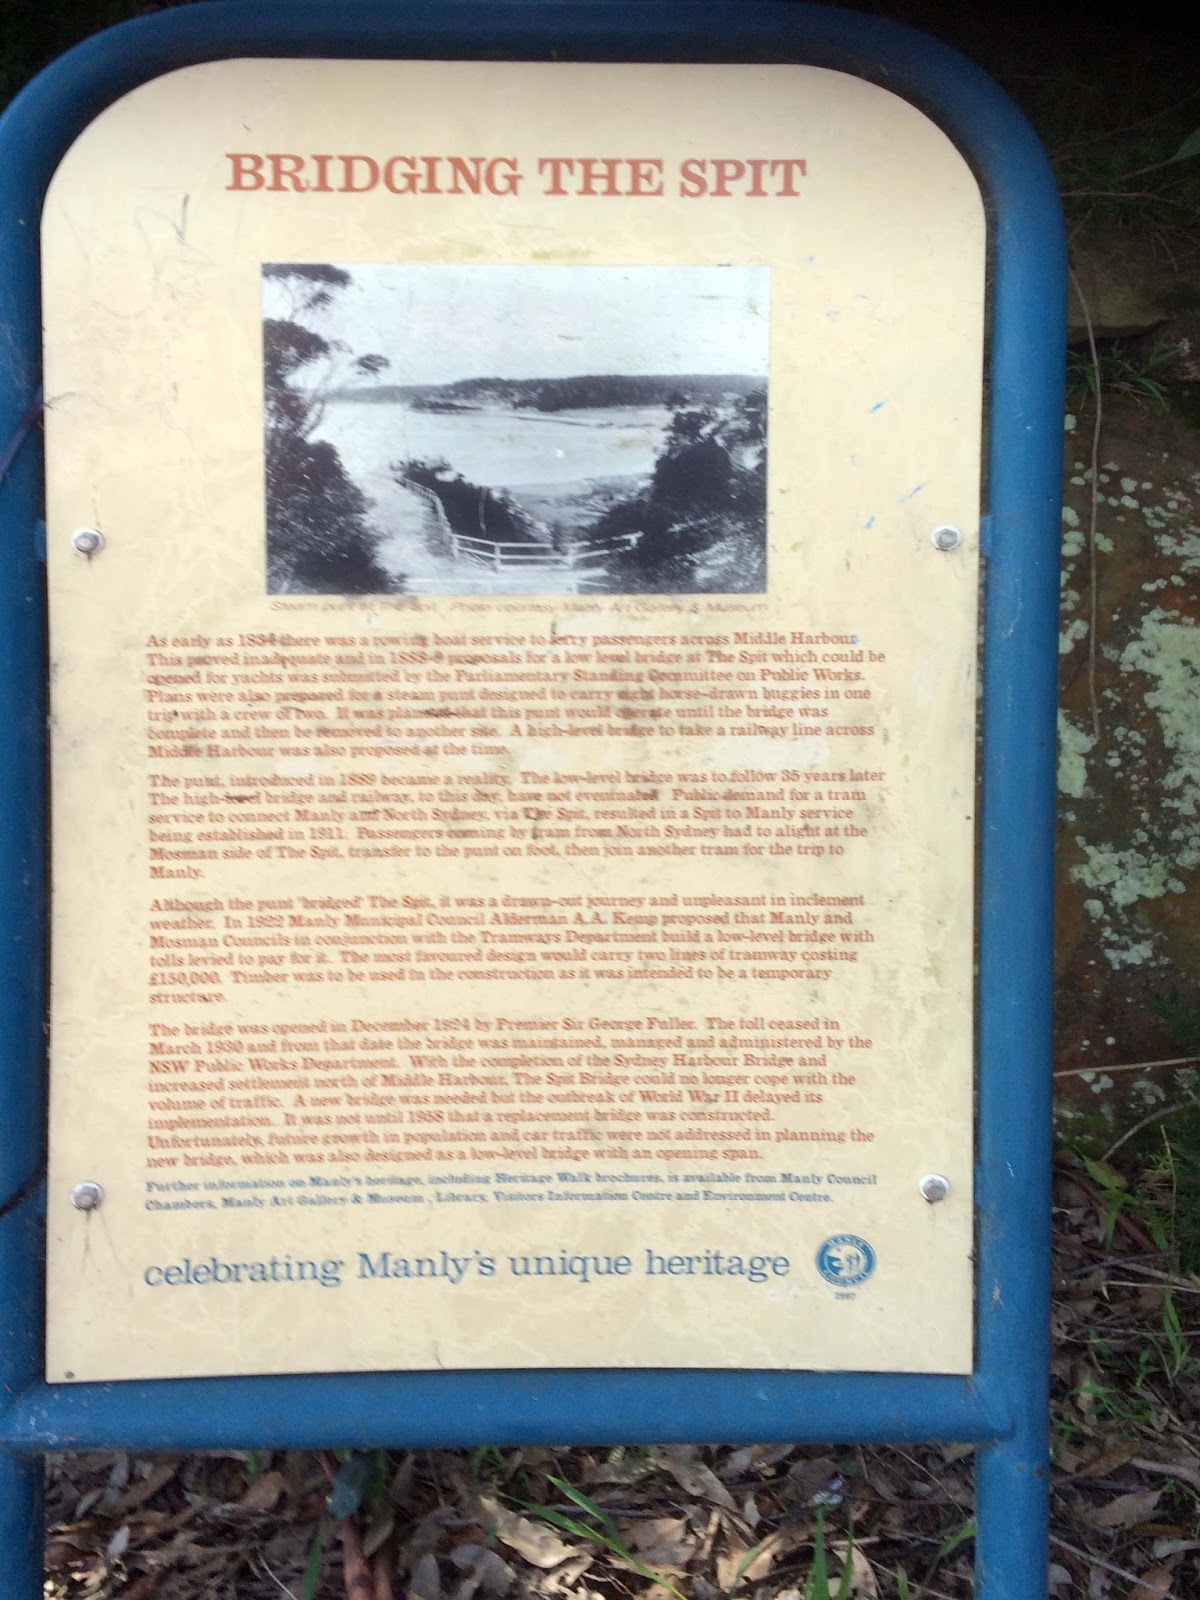 BRIDGING THE SPIT
Steam punt at The Spit. Photo courtesy Manly Art Gallery & Museum
As early as 1834 there was a rowing boat service to ferry passengers across Middle Harbour.
This proved inadequate and in 1888-9 proposals for a low level bridge at The Spit which could be
opened for yachts was submitted by the Parliamentary Standing Committee on Public Works.
Plans were also prepared for a steam punt designed to carry eight horse-drawn buggies in one
trip with a crew of two. It was planned that this punt would operate until the bridge was
complete and then be removed to another site. A high-level bridge to take a railway line across
Middle Harbour was also proposed at the time.
The punt, introduced in 1889 became a reality. The low-level bridge was to follow 35 years later
The high-level bridge and railway, to this day, have not eventuated. Public demand for a tram
service to connect Manly and North Sydney, via The Spit, resulted in a Spit to Manly service
being established in 1911. Passengers coming by tram from North Sydney had to alight at the
Mosman side of The Spit, transfer to the punt on foot, then join another tram for the trip to
Manly.
Although the punt 'bridged' The Spit, it was a drawn-out journey and unpleasant in inclement
weather. In 1922 Manly Municipal Council Alderman A.A. Kemp proposed that Manly and
Mosman Councils in conjunction with the Tramways Department build a low-level bridge with
tolls levied to pay for it. The most favoured design would carry two lines of tramway costing
£150,000. Timber was to be used in the construction as it was intended to be a temporary
structure.
The bridge was opened in December 1924 by Premier Sir George Fuller. The toll ceased in
March 1930 and from that date the bridge was maintained, managed and administered by the
NSW Public Works Department. With the completion of the Sydney Harbour Bridge and
increased settlement north of Middle Harbour, The Spit Bridge could no longer cope with the
volume of traffic. A new bridge was needed but the outbreak of World War II delayed its
implementation. It was not until 1958 that a replacement bridge was constructed.
Unfortunately, future growth in population and car traffic were not addressed in planning the
new bridge, which was also designed as a low-level bridge with an opening span.
Further information on Manly's heritage, including Heritage Walk brochures, is available from Manly Council
Chambers, Manly Art Gallery & Museum, Library, Visitors Information Centre and Environment Centre.
celebrating Manly's unique heritage
MANLY